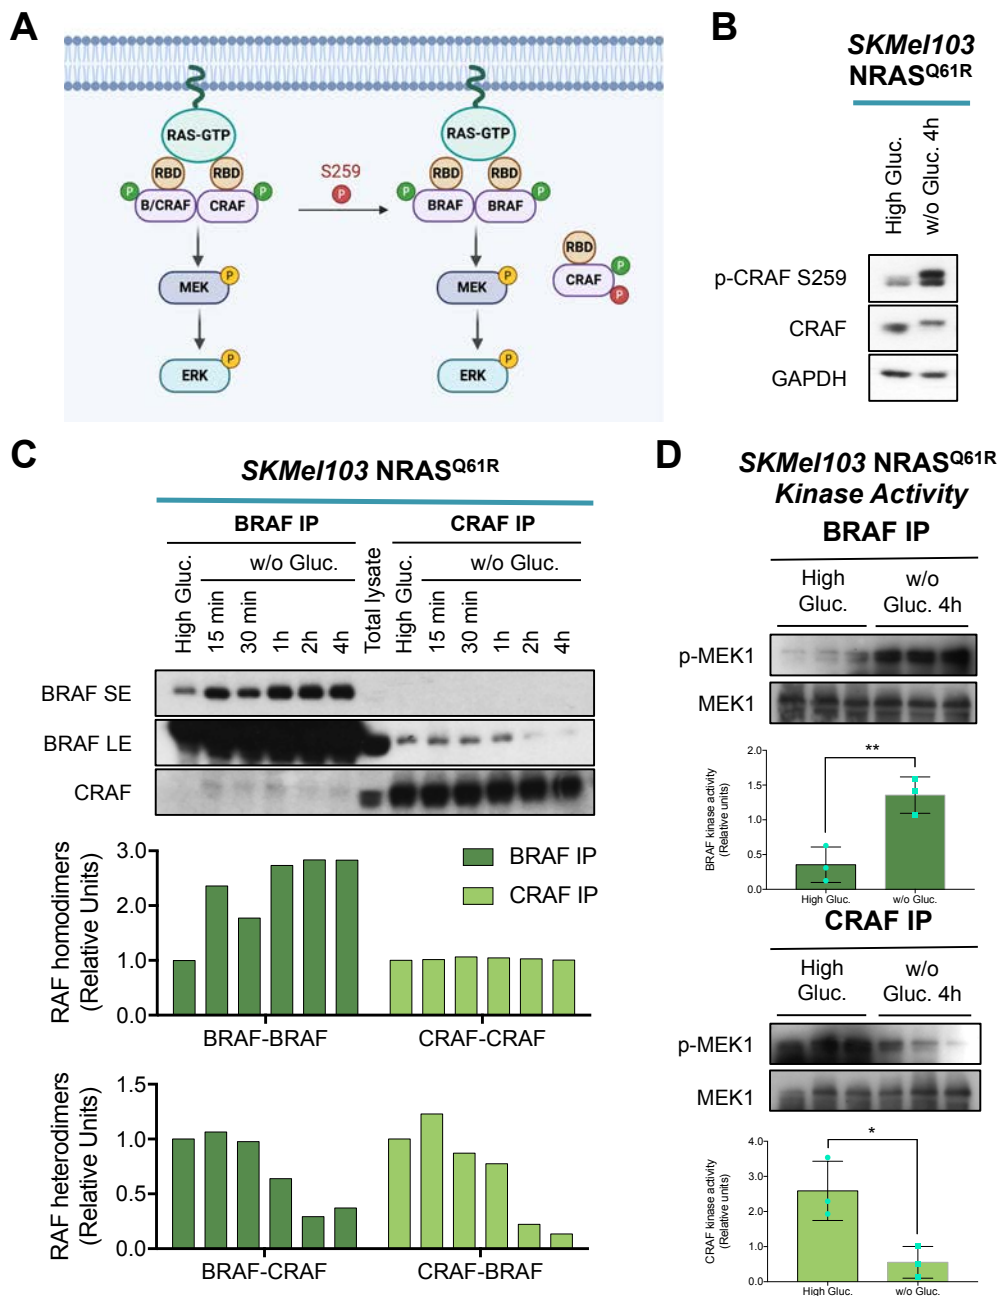 A
RAS-GTP
RBD
RBD
P
P
B/CRAF
CRAF
MEK
P
ERK
P
S259
P
RAS-GTP
RBD
RBD
P
P
BRAF
BRAF
MEK
P
ERK
P
RBD
CRAF
P
P
B
SKMel103
NRASQ61R
High Gluc.
w/o Gluc. 4h
p-CRAF S259
CRAF
GAPDH
C
SKMel103 NRASQ61R
BRAF IP
CRAF IP
w/o Gluc.
w/o Gluc.
High Gluc.
15 min
30 min
1h
2h
4h
Total lysate
High Gluc.
15 min
30 min
1h
2h
4h
BRAF SE
BRAF LE
CRAF
RAF homodimers
(Relative Units)
3.0
2.0
1.0
0.0
BRAF IP
CRAF IP
BRAF-BRAF
CRAF-CRAF
RAF heterodimers
(Relative Units)
1.5
1.0
0.5
0.0
BRAF-CRAF
CRAF-BRAF
D
SKMel103 NRASQ61R
Kinase Activity
BRAF IP
High
Gluc.
w/o
Gluc. 4h
p-MEK1
MEK1
BRAF kinase activity
(Relative units)
2.0
1.5
1.0
0.5
0.0
**
High Gluc.
w/o Gluc.
CRAF IP
High
Gluc.
w/o
Gluc. 4h
p-MEK1
MEK1
CRAF kinase activity
(Relative units)
4.0
3.0
2.0
1.0
0.0
*
High Gluc.
w/o Gluc.